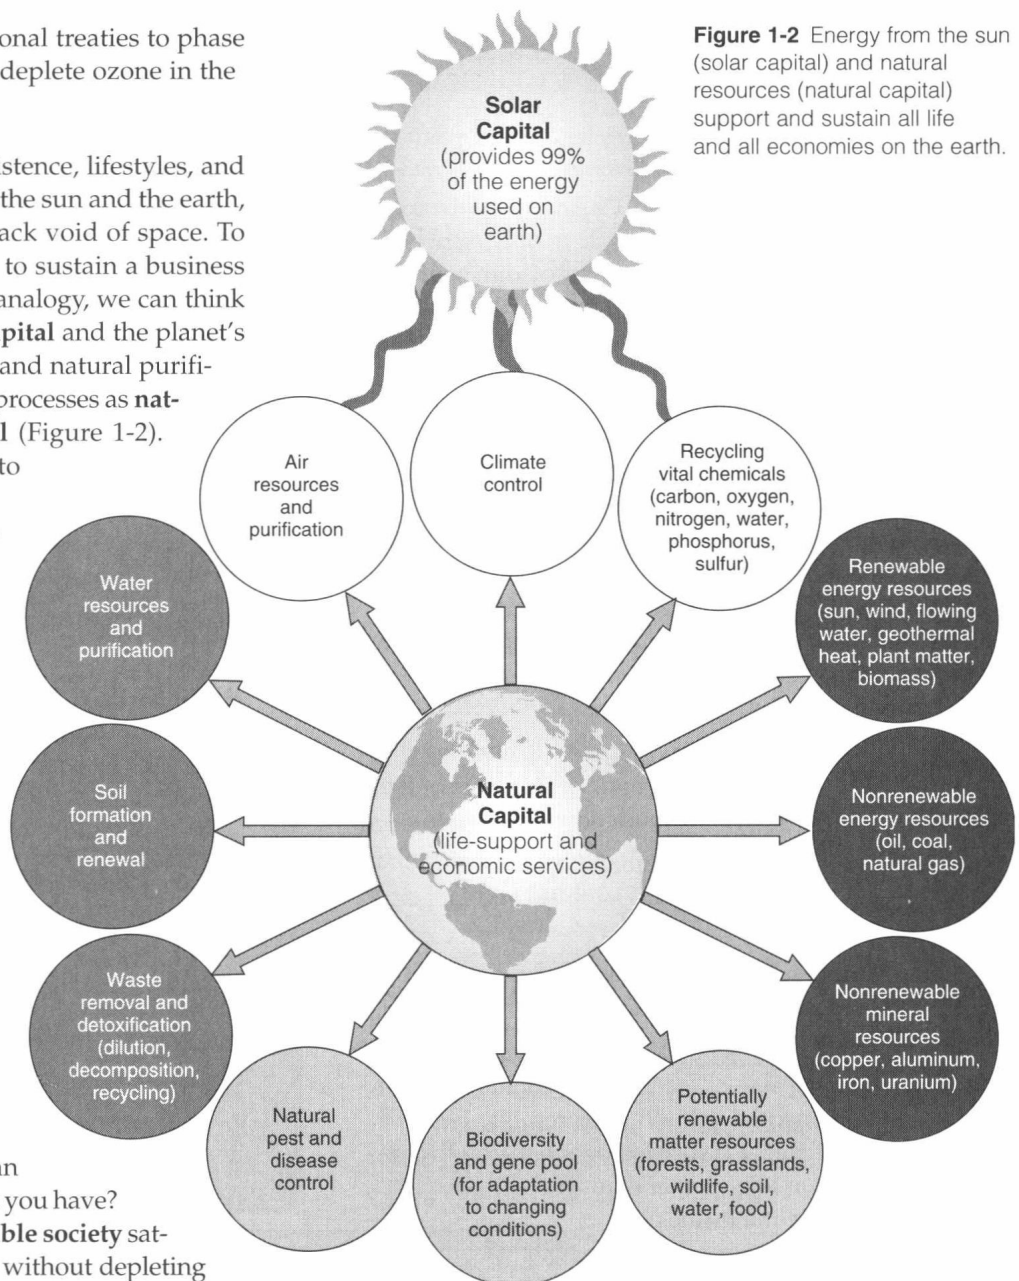 onal treaties to phase
deplete ozone in the
istence, lifestyles, and
the sun and the earth,
ack void of space. To
to sustain a business
analogy, we can think
pital and the planet's
and natural purifi-
processes as nat-
l (Figure 1-2).
to
an
you have?
ble society sat-
without depleting
Figure 1-2 Energy from the sun
(solar capital) and natural
resources (natural capital)
support and sustain all life
and all economies on the earth.
Solar
Capital
(provides 99%
of the energy
used on
earth)
Air
resources
and
purification
Climate
control
Recycling
vital chemicals
(carbon, oxygen,
nitrogen, water,
phosphorus,
sulfur)
Water
resources
and
purification
Renewable
energy resources
(sun, wind, flowing
water, geothermal
heat, plant matter,
biomass)
Soil
formation
and
renewal
Natural
Capital
(life-support and
economic services)
Nonrenewable
energy resources
(oil, coal,
natural gas)
Waste
removal and
detoxification
(dilution,
decomposition,
recycling)
Nonrenewable
mineral
resources
(copper, aluminum,
iron, uranium)
Natural
pest and
disease
control
Biodiversity
and gene pool
(for adaptation
to changing
conditions)
Potentially
renewable
matter resources
(forests, grasslands,
wildlife, soil,
water, food)